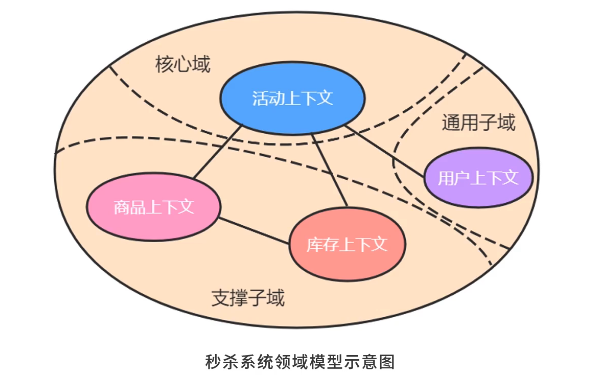 核心域
活动上下文
通用子域
用户上下文
商品上下文
库存上下文
支撑子域
秒杀系统领域模型示意图